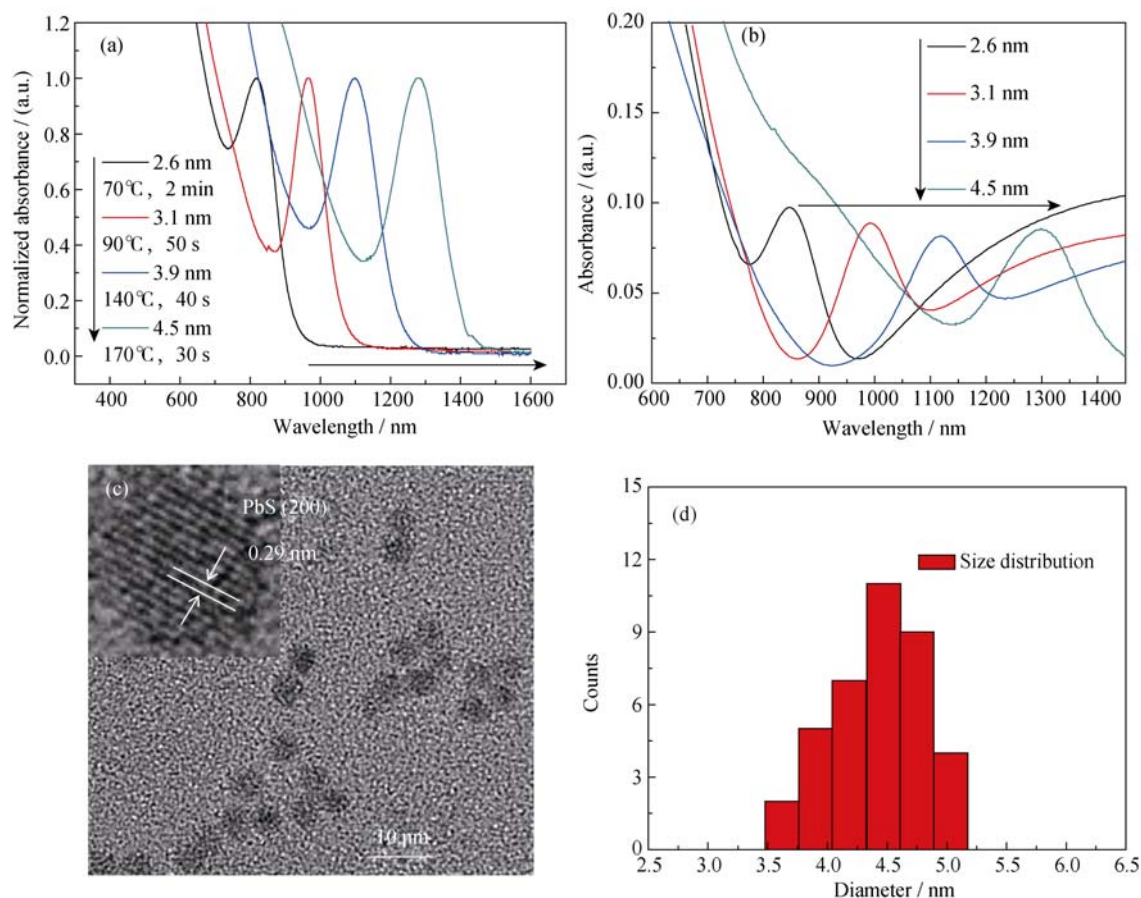 (a)
1.2
1.0
0.8
0.6
0.4
0.2
0.0
Normalized absorbance / (a.u.)
2.6 nm
70℃, 2 min
3.1 nm
90℃, 50 s
3.9 nm
140℃, 40 s
4.5 nm
170℃, 30 s
400 600 800 1000 1200 1400 1600
Wavelength / nm
(b)
0.20
0.15
0.10
0.05
0.00
Absorbance / (a.u.)
2.6 nm
3.1 nm
3.9 nm
4.5 nm
600 700 800 900 1000 1100 1200 1300 1400
Wavelength / nm
(c)
PbS (200)
0.29 nm
10 nm
(d)
15
12
9
6
3
0
Counts
Size distribution
2.5 3.0 3.5 4.0 4.5 5.0 5.5 6.0 6.5
Diameter / nm